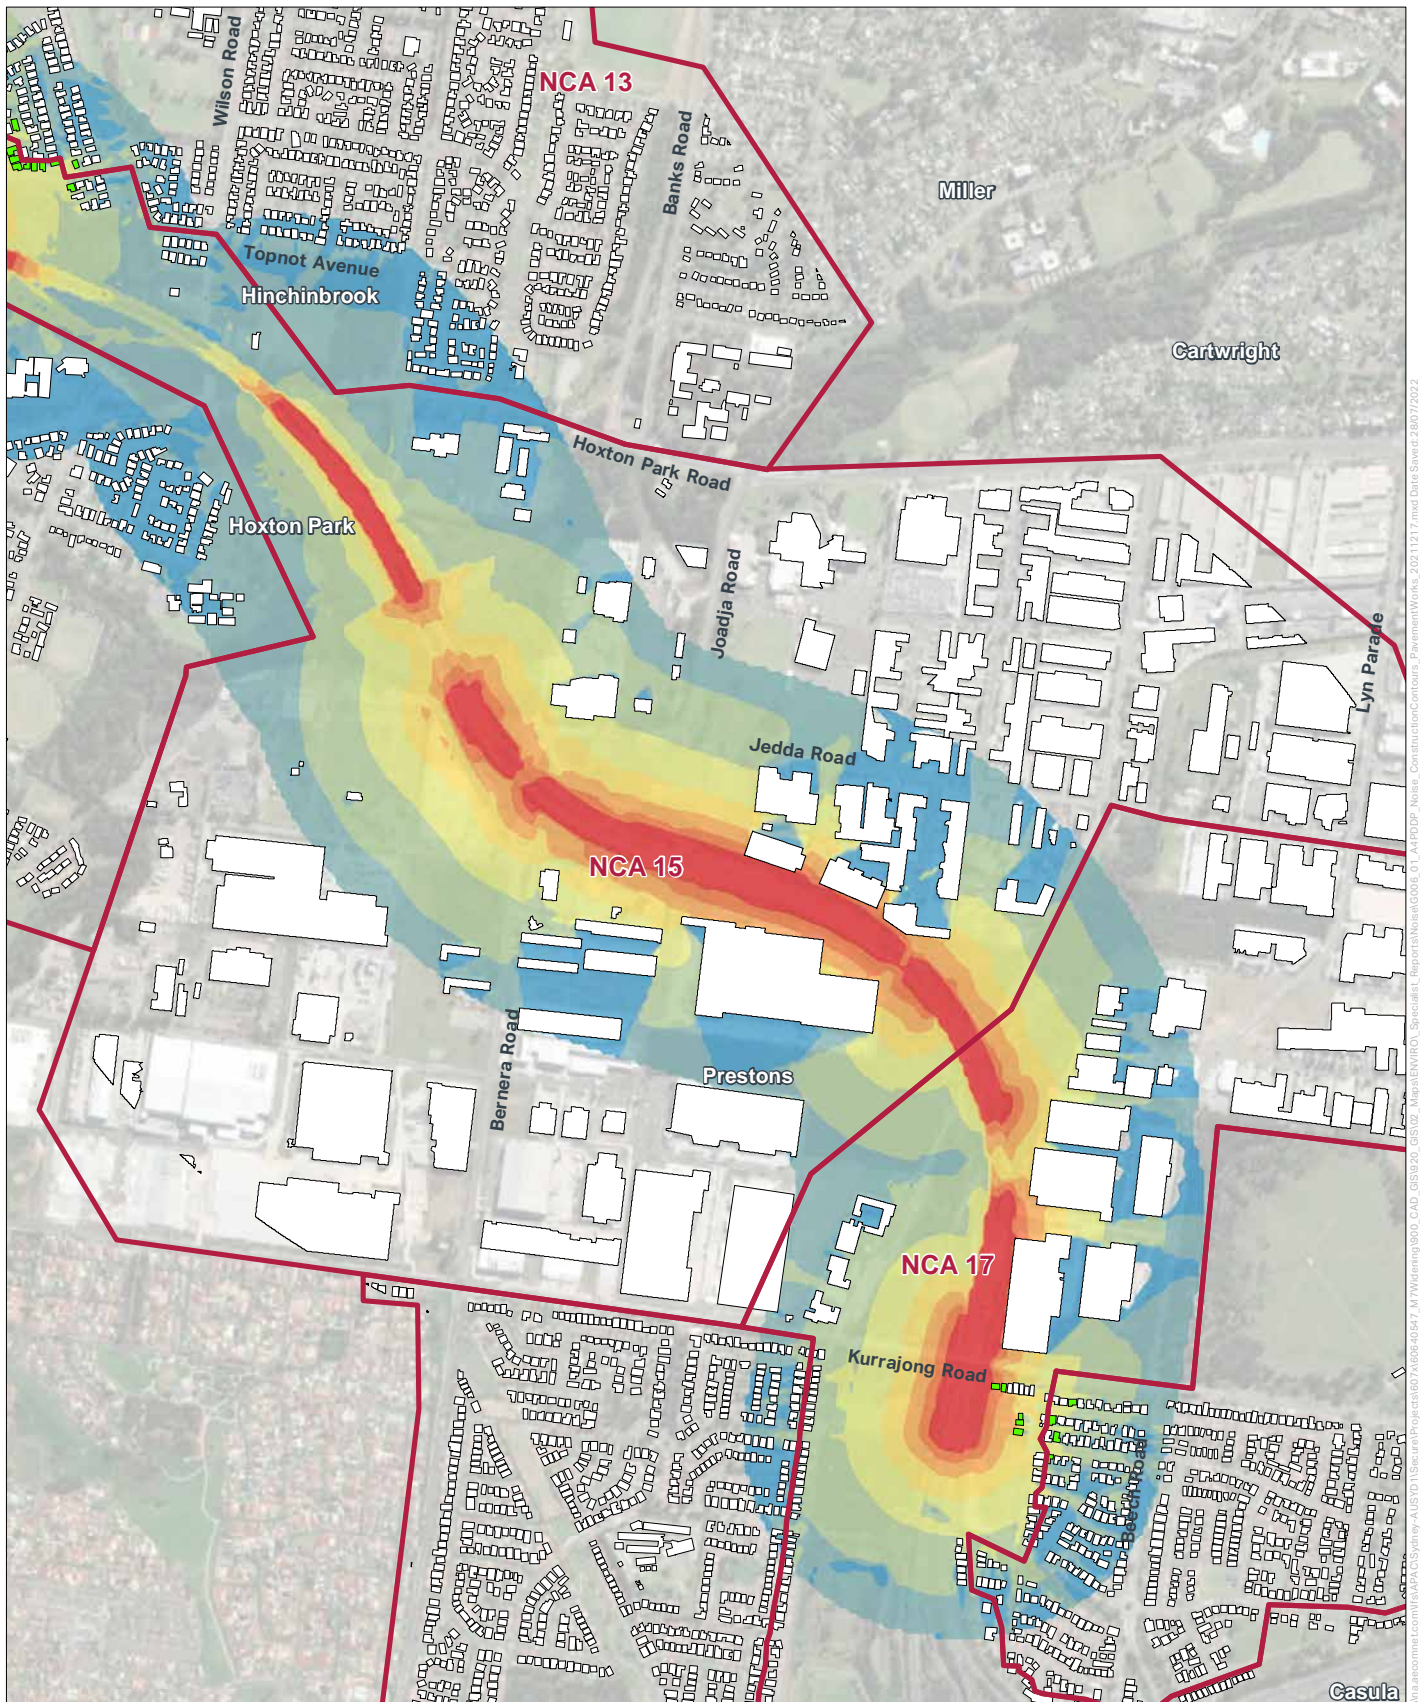 Wilson Road
NCA 13
Banks Road
Miller
Topnot Avenue
Hinchinbrook
Cartwright
Hoxton Park Road
Hoxton Park
Joadja Road
Lyn Parade
Jedda Road
NCA 15
Bernera Road
Prestons
NCA 17
Kurrajong Road
Beech Road
Casula